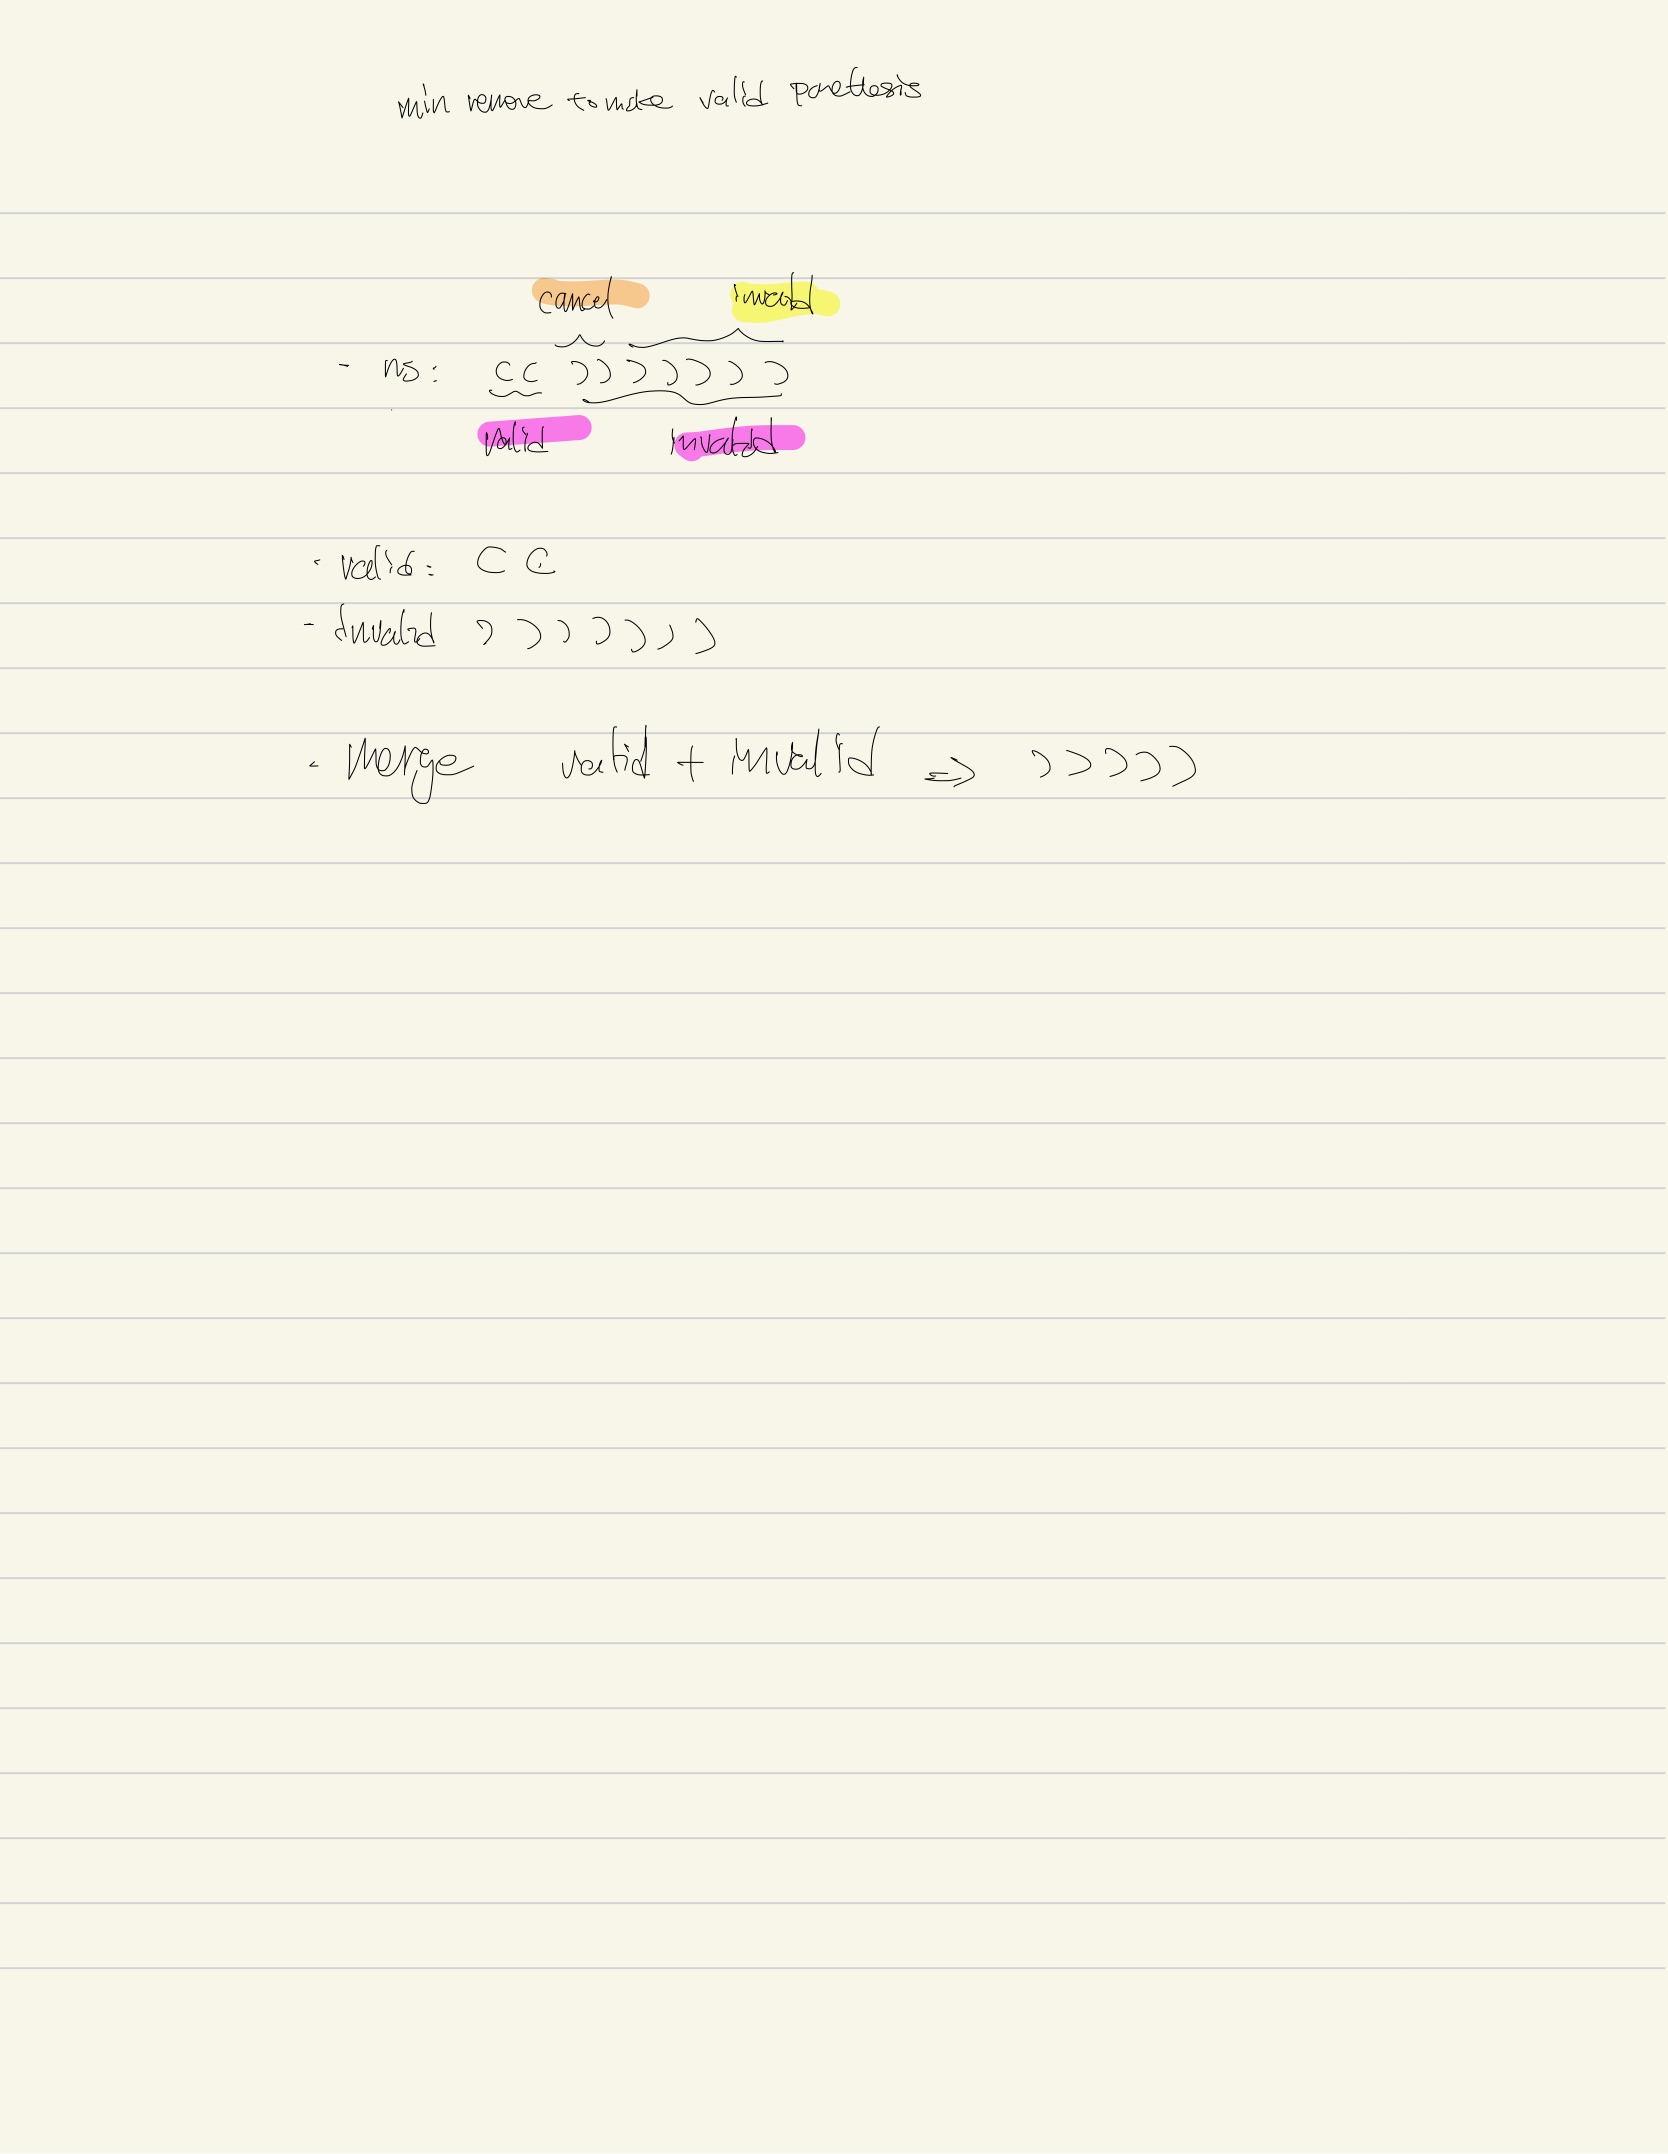 min remove to make valid parethesis
cancel invalid
- ns: C C ) ) ) ) ) ) )
valid invalid
- valid: C C
- Invalid ) ) ) ) ) ) )
- Merge valid + invalid => ) ) ) ) )